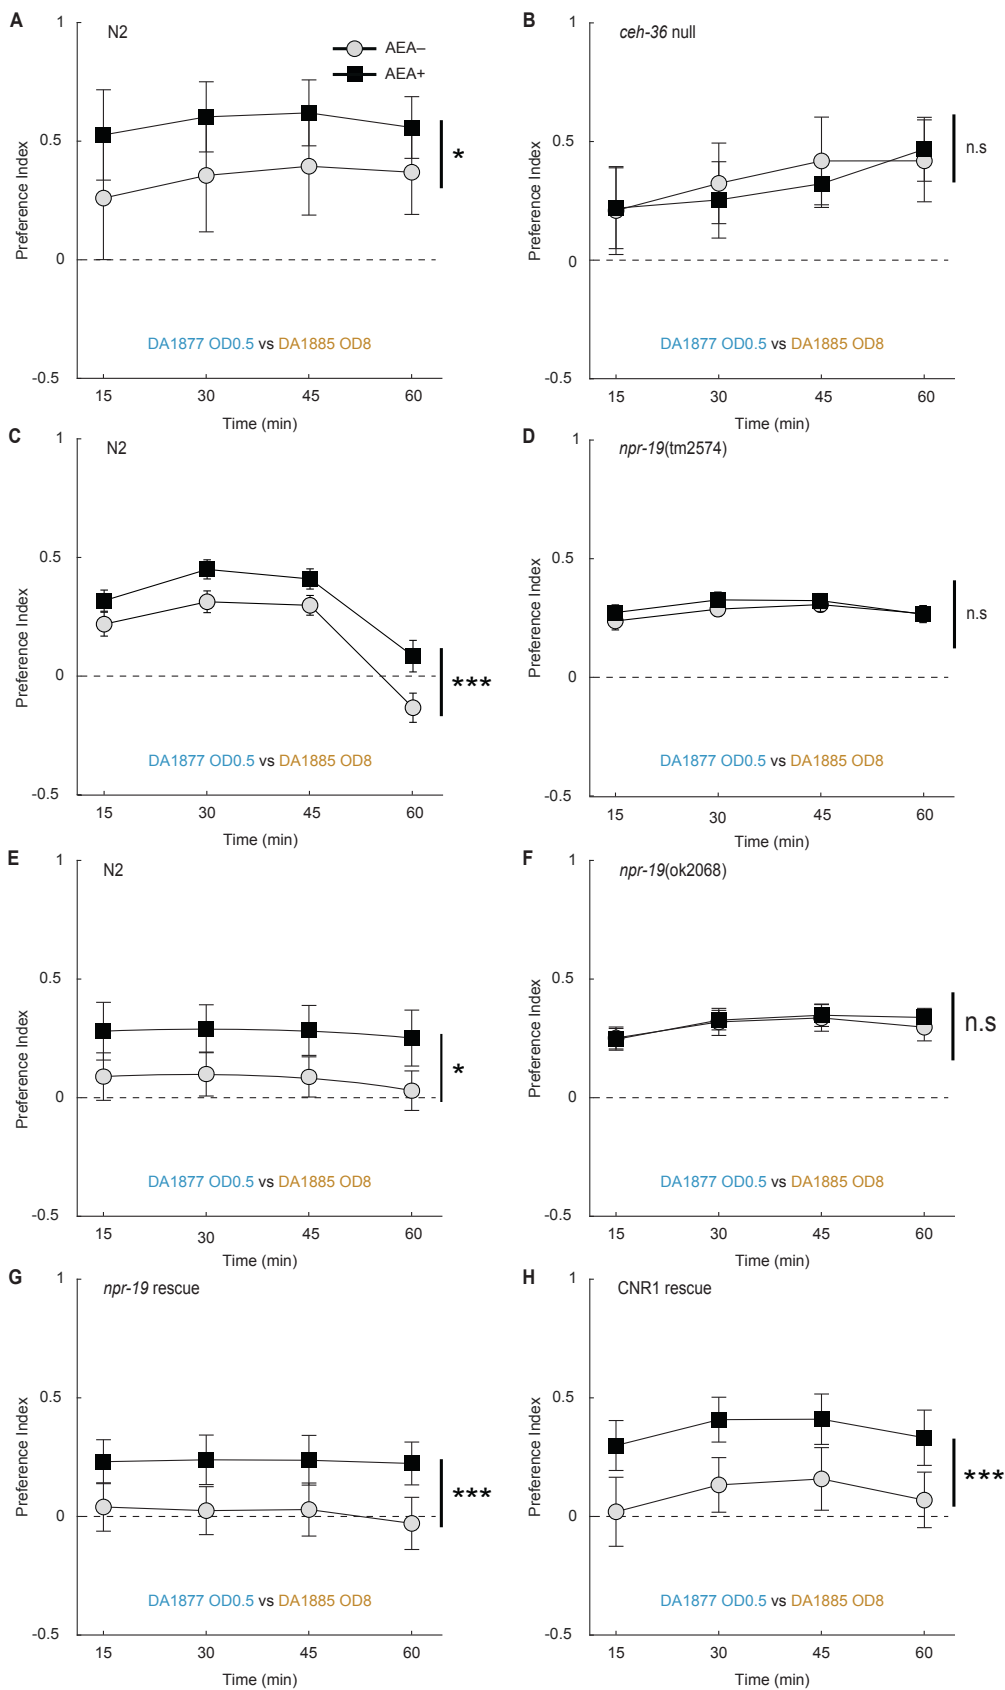 A
N2
AEA–
AEA+
1
0.5
0
-0.5
Preference Index
*
DA1877 OD0.5 vs DA1885 OD8
15 30 45 60
Time (min)
B
ceh-36 null
1
0.5
0
-0.5
Preference Index
n.s
DA1877 OD0.5 vs DA1885 OD8
15 30 45 60
Time (min)
C
N2
1
0.5
0
-0.5
Preference Index
***
DA1877 OD0.5 vs DA1885 OD8
15 30 45 60
Time (min)
D
npr-19(tm2574)
1
0.5
0
-0.5
Preference Index
n.s
DA1877 OD0.5 vs DA1885 OD8
15 30 45 60
Time (min)
E
N2
1
0.5
0
-0.5
Preference Index
*
DA1877 OD0.5 vs DA1885 OD8
15 30 45 60
Time (min)
F
npr-19(ok2068)
1
0.5
0
-0.5
Preference Index
n.s
DA1877 OD0.5 vs DA1885 OD8
15 30 45 60
Time (min)
G
npr-19 rescue
1
0.5
0
-0.5
Preference Index
***
DA1877 OD0.5 vs DA1885 OD8
15 30 45 60
Time (min)
H
CNR1 rescue
1
0.5
0
-0.5
Preference Index
***
DA1877 OD0.5 vs DA1885 OD8
15 30 45 60
Time (min)